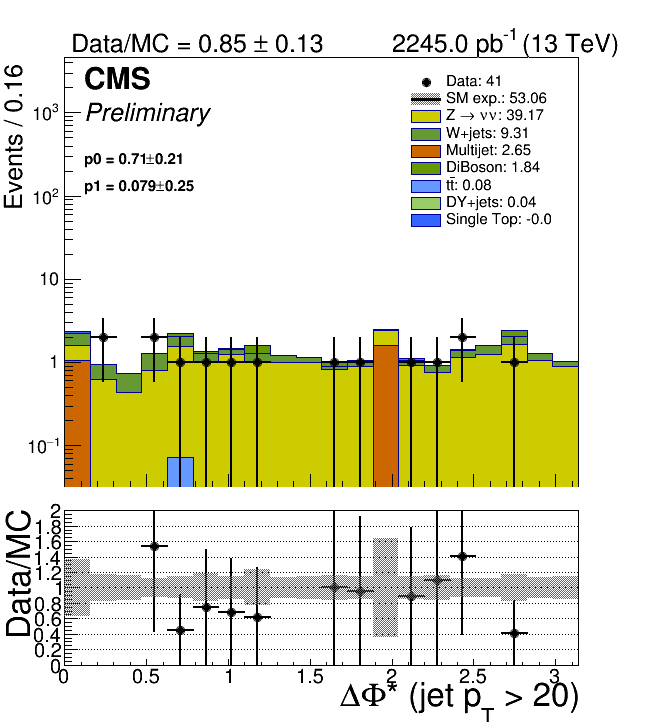 Data/MC = 0.85 ± 0.13 2245.0 pb⁻¹ (13 TeV)
Events / 0.16
CMS
Preliminary
p0 = 0.71±0.21
p1 = 0.079±0.25
Data: 41
SM exp.: 53.06
Z → νν: 39.17
W+jets: 9.31
Multijet: 2.65
DiBoson: 1.84
tt̄: 0.08
DY+jets: 0.04
Single Top: -0.0
10³
10²
10
1
10⁻¹
Data/MC
2
1.8
1.6
1.4
1.2
1
0.8
0.6
0.4
0.2
0
0 0.5 1 1.5 2 2.5 3
ΔΦ* (jet p_T > 20)